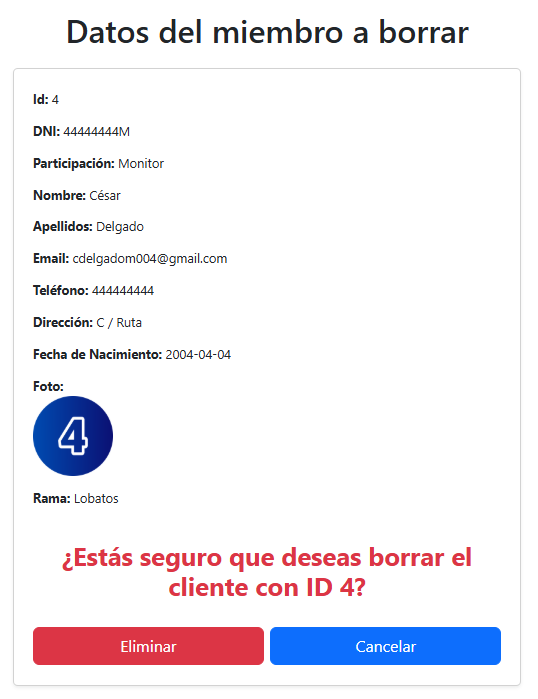 Datos del miembro a borrar
Id: 4
DNI: 44444444M
Participación: Monitor
Nombre: César
Apellidos: Delgado
Email: cdelgadom004@gmail.com
Teléfono: 444444444
Dirección: C / Ruta
Fecha de Nacimiento: 2004-04-04
Foto:
4
Rama: Lobatos
¿Estás seguro que deseas borrar el
cliente con ID 4?
Eliminar
Cancelar